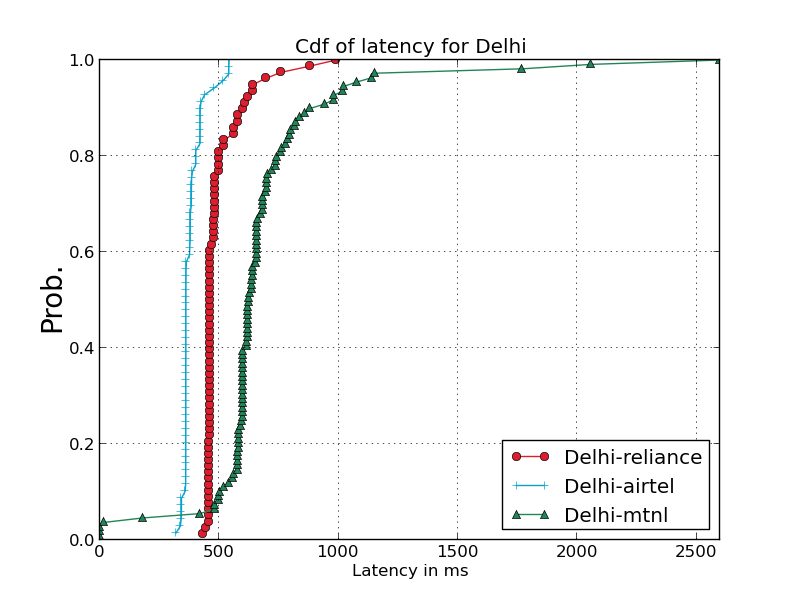 Cdf of latency for Delhi
Prob.
1.0
0.8
0.6
0.4
0.2
0.0
0 500 1000 1500 2000 2500
Latency in ms
Delhi-reliance
Delhi-airtel
Delhi-mtnl